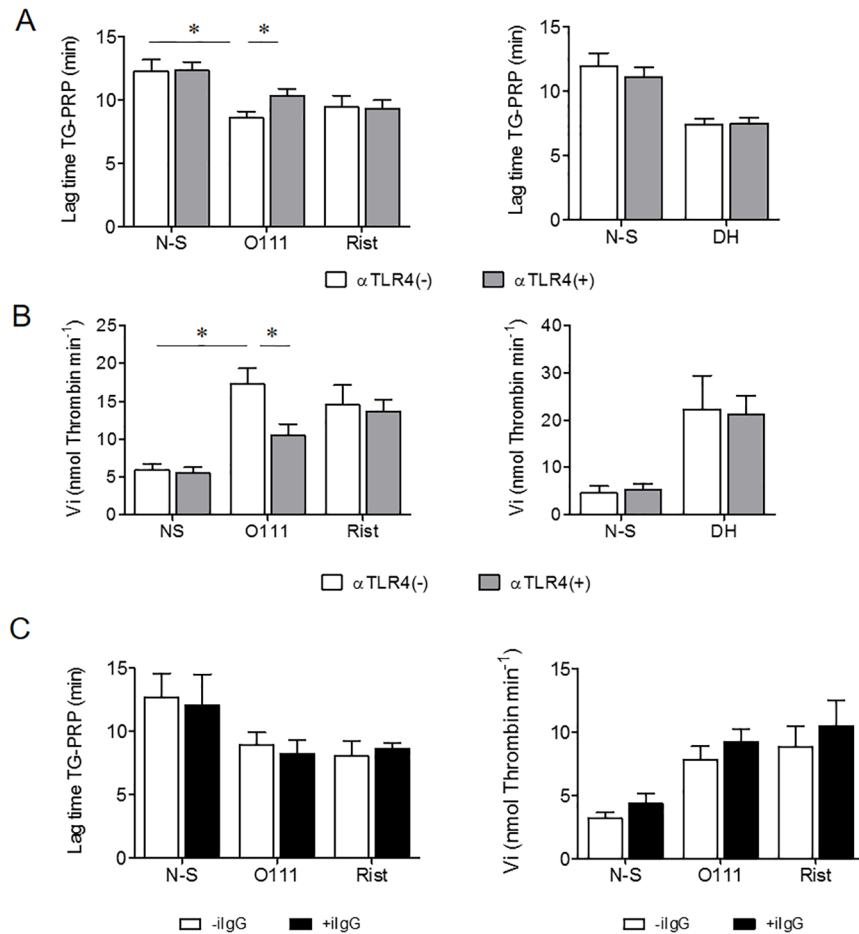 A
Lag time TG-PRP (min)
15
10
5
0
* *
N-S O111 Rist
Lag time TG-PRP (min)
15
10
5
0
N-S DH
αTLR4(-) αTLR4(+)
B
Vi (nmol Thrombin min⁻¹)
25
20
15
10
5
0
* *
NS O111 Rist
Vi (nmol Thrombin min⁻¹)
40
30
20
10
0
N-S DH
αTLR4(-) αTLR4(+)
C
Lag time TG-PRP (min)
15
10
5
0
N-S O111 Rist
-iIgG +iIgG
Vi (nmol Thrombin min⁻¹)
15
10
5
0
N-S O111 Rist
-iIgG +iIgG